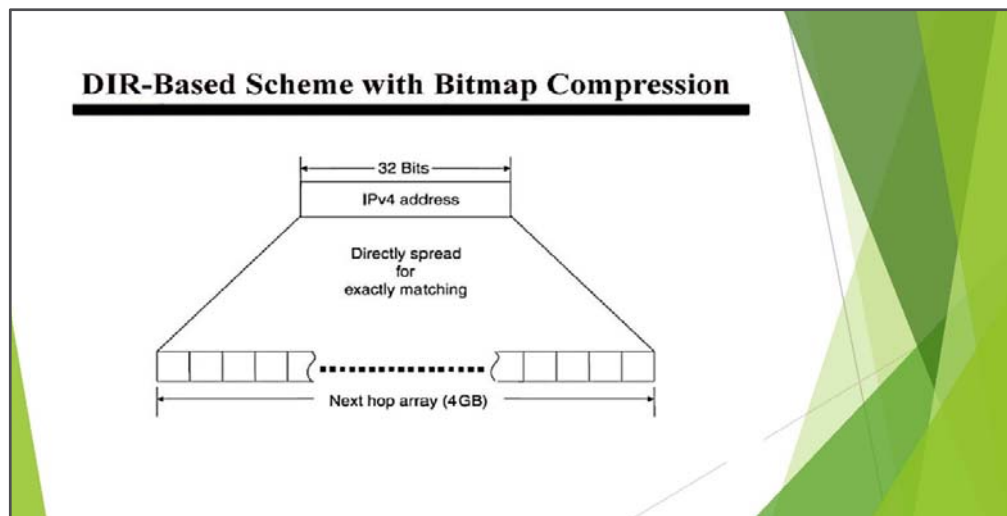 DIR-Based Scheme with Bitmap Compression
32 Bits
IPv4 address
Directly spread
for
exactly matching
Next hop array (4GB)